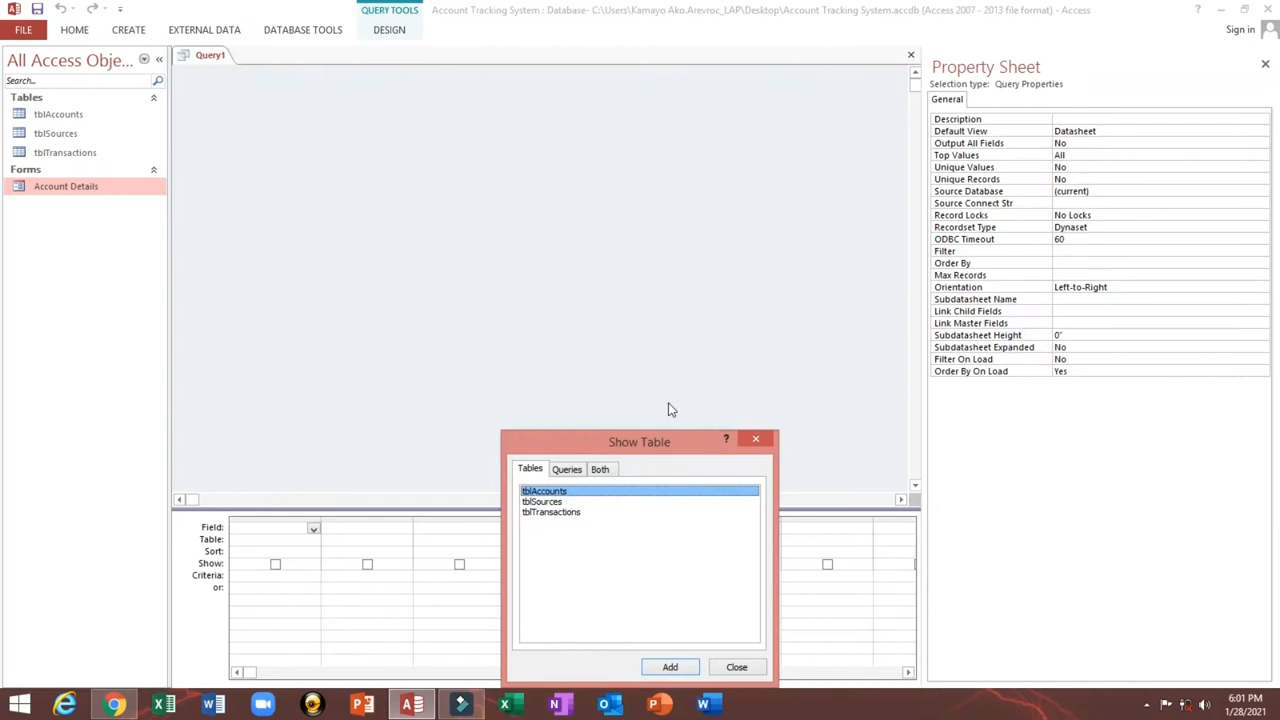 QUERY TOOLS
Account Tracking System : Database- C:\Users\Kamayo Ako.Arevroc_LAP\Desktop\Account Tracking System.accdb (Access 2007 - 2013 file format) - Access
FILE HOME CREATE EXTERNAL DATA DATABASE TOOLS DESIGN Sign in
All Access Obje...
Search...
Tables
tblAccounts
tblSources
tblTransactions
Forms
Account Details
Query1
Field:
Table:
Sort:
Show:
Criteria:
or:
Show Table
Tables Queries Both
tblAccounts
tblSources
tblTransactions
Add Close
Property Sheet
Selection type: Query Properties
General
Description
Default View Datasheet
Output All Fields No
Top Values All
Unique Values No
Unique Records No
Source Database (current)
Source Connect Str
Record Locks No Locks
Recordset Type Dynaset
ODBC Timeout 60
Filter
Order By
Max Records
Orientation Left-to-Right
Subdatasheet Name
Link Child Fields
Link Master Fields
Subdatasheet Height 0"
Subdatasheet Expanded No
Filter On Load No
Order By On Load Yes
6:01 PM
1/28/2021